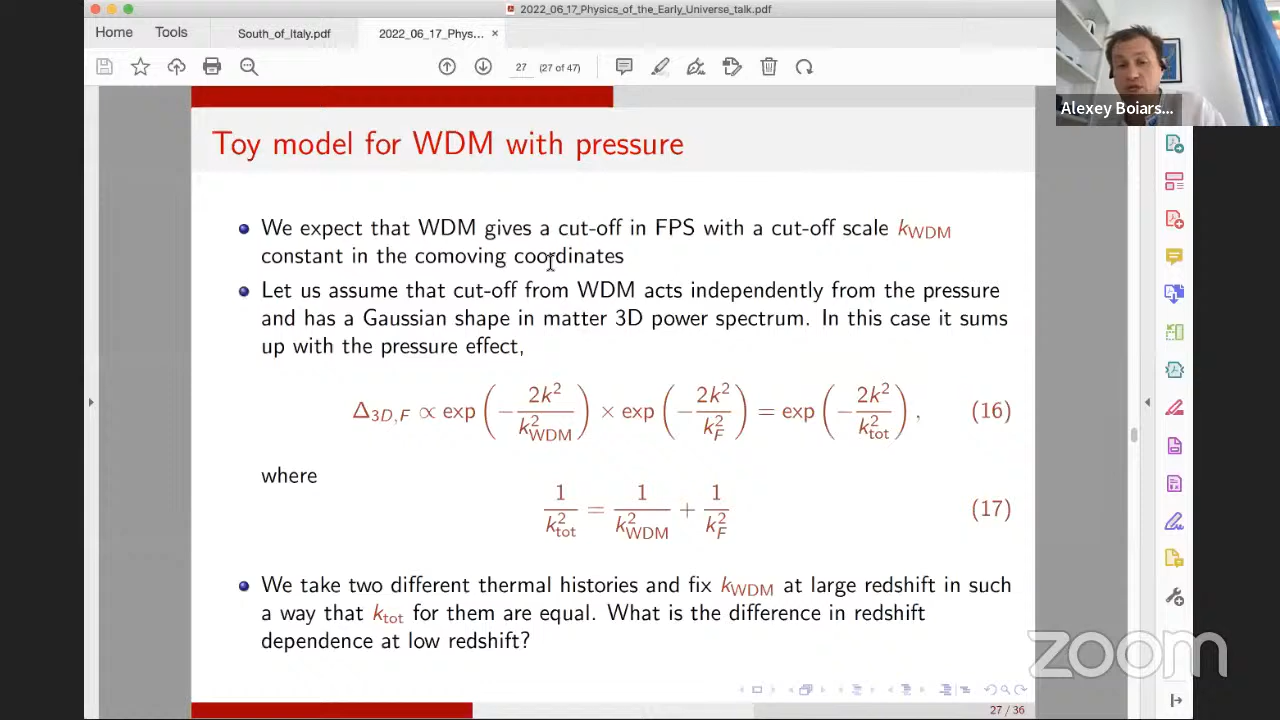 2022_06_17_Physics_of_the_Early_Universe_talk.pdf
Home Tools South_of_Italy.pdf 2022_06_17_Phys... ×
27 (27 of 47)
Alexey Boiars...
Toy model for WDM with pressure
We expect that WDM gives a cut-off in FPS with a cut-off scale k_WDM
constant in the comoving coordinates
Let us assume that cut-off from WDM acts independently from the pressure
and has a Gaussian shape in matter 3D power spectrum. In this case it sums
up with the pressure effect,
Δ_{3D,F} ∝ exp(−2k²/k²_WDM) × exp(−2k²/k²_F) = exp(−2k²/k²_tot), (16)
where
1/k²_tot = 1/k²_WDM + 1/k²_F (17)
We take two different thermal histories and fix k_WDM at large redshift in such
a way that k_tot for them are equal. What is the difference in redshift
dependence at low redshift?
zoom
27 / 36